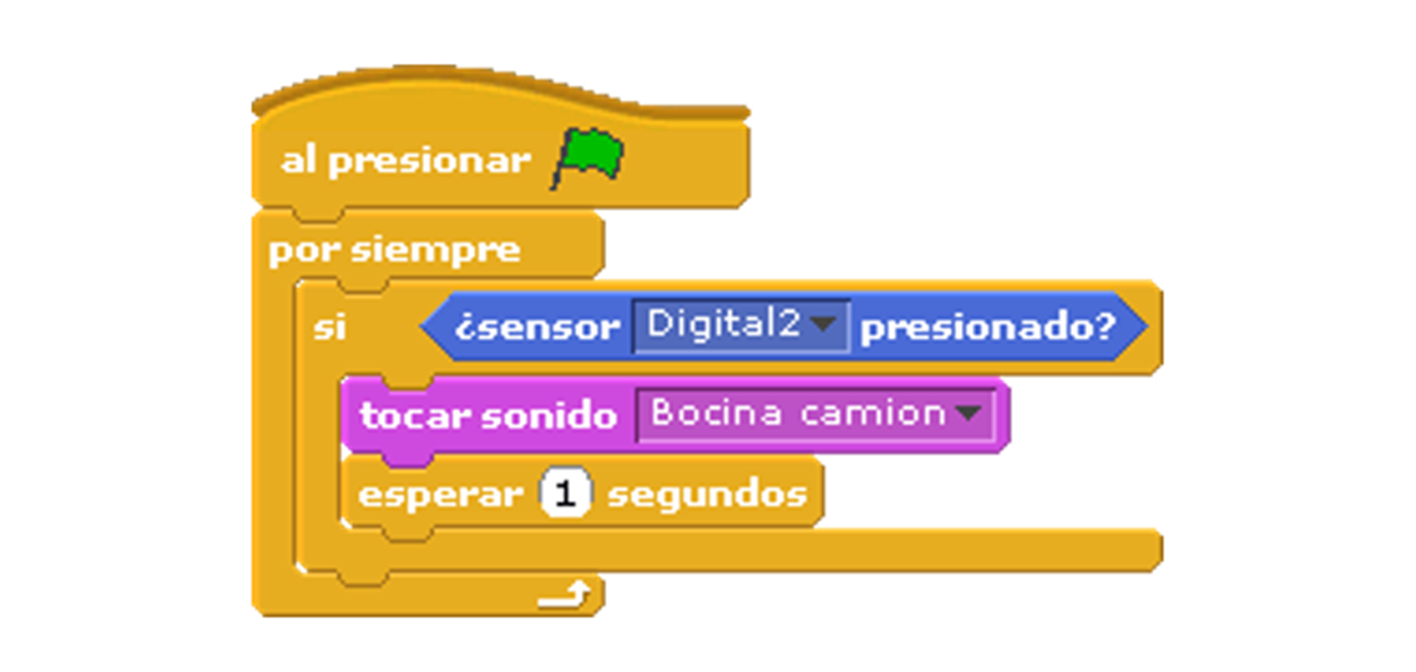 al presionar
por siempre
si ¿sensor Digital2 presionado?
tocar sonido Bocina camion
esperar 1 segundos